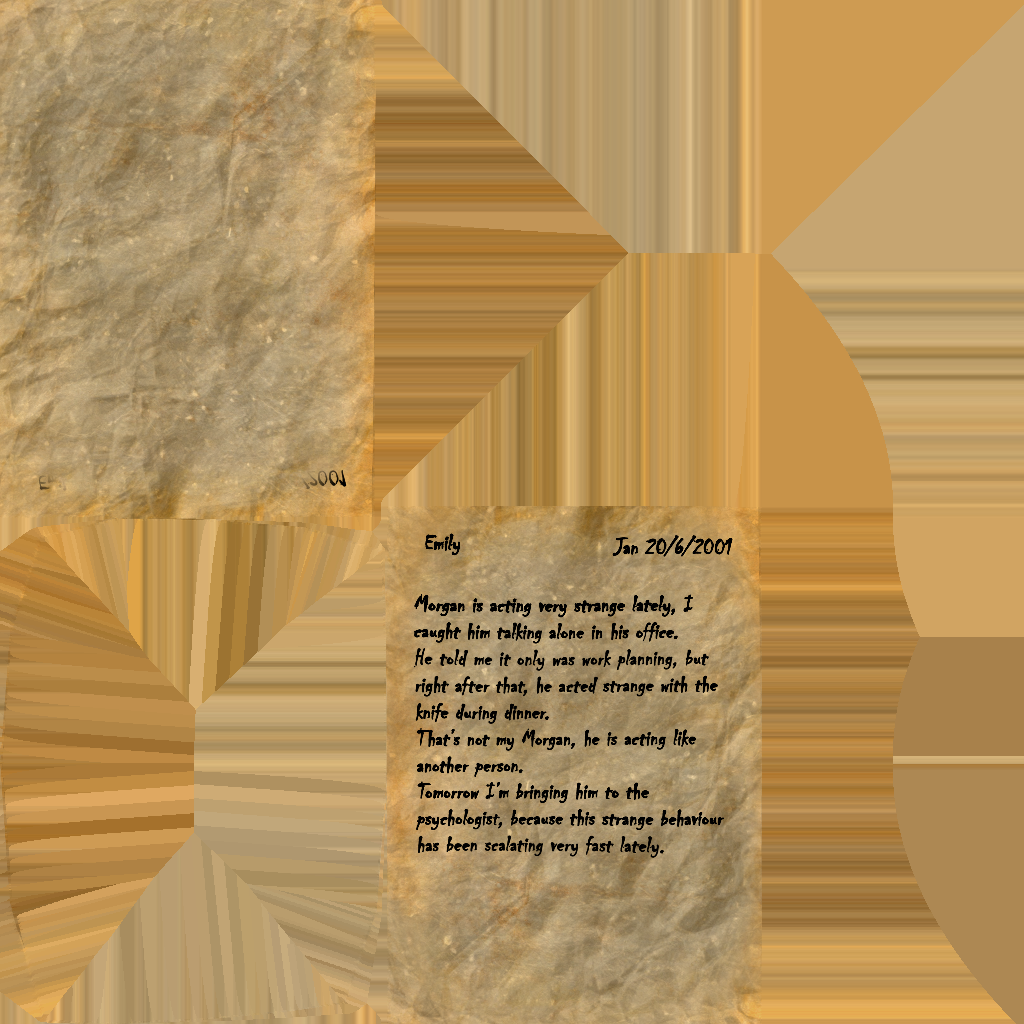 Emily Jan 20/6/2001
Morgan is acting very strange lately, I
caught him talking alone in his office.
He told me it only was work planning, but
right after that, he acted strange with the
knife during dinner.
That's not my Morgan, he is acting like
another person.
Tomorrow I'm bringing him to the
psychologist, because this strange behaviour
has been scalating very fast lately.